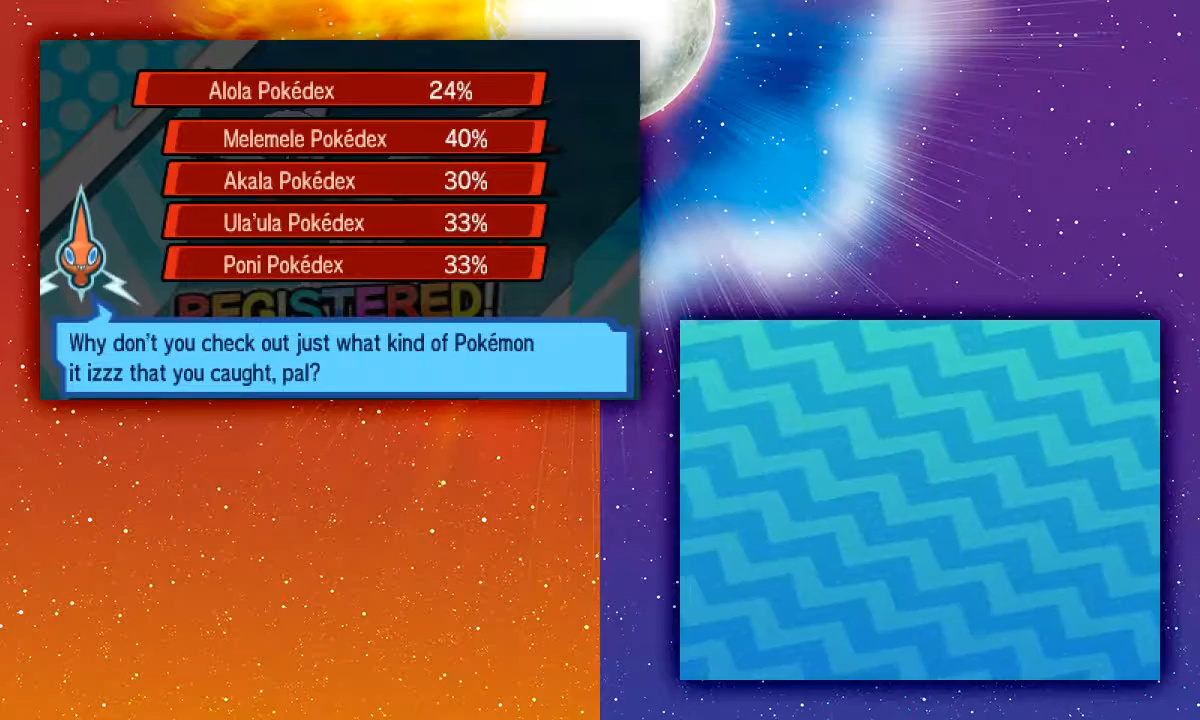 Alola Pokédex 24%
Melemele Pokédex 40%
Akala Pokédex 30%
Ula'ula Pokédex 33%
Poni Pokédex 33%
REGISTERED!
Why don't you check out just what kind of Pokémon
it izzz that you caught, pal?